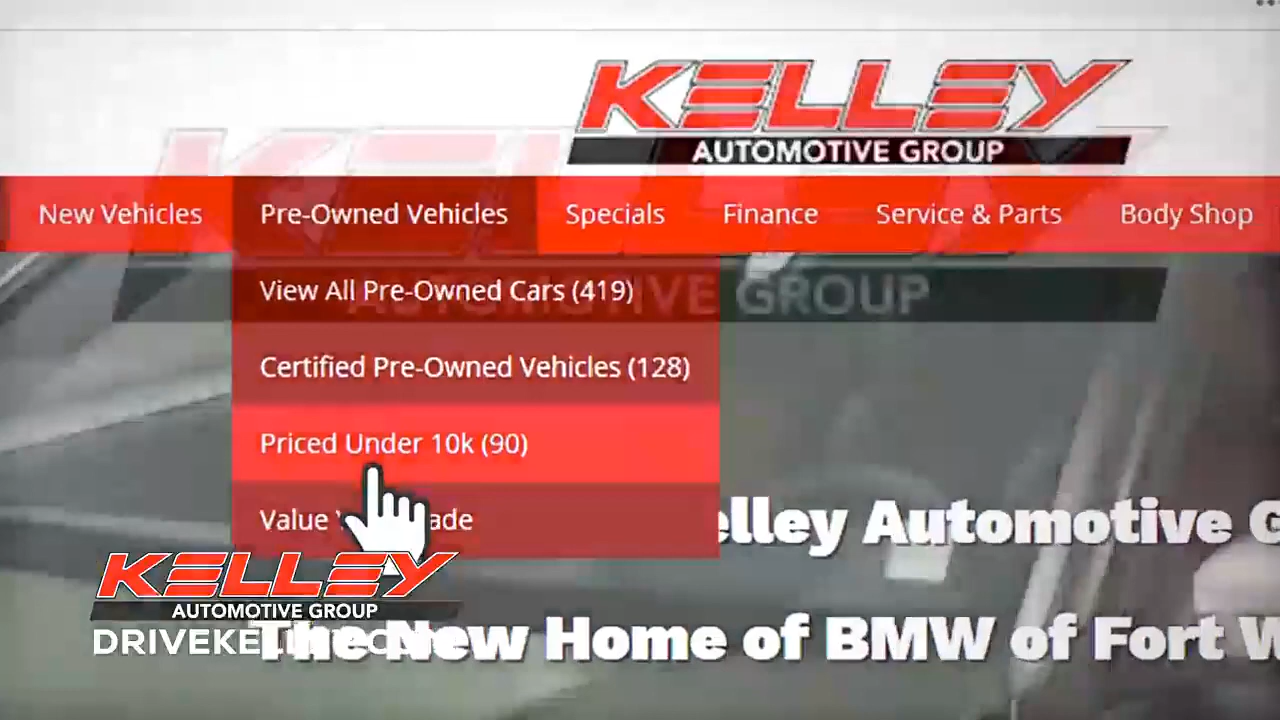 KELLEY
AUTOMOTIVE GROUP
New Vehicles Pre-Owned Vehicles Specials Finance Service & Parts Body Shop
View All Pre-Owned Cars (419)
GROUP
Certified Pre-Owned Vehicles (128)
Priced Under 10k (90)
Value
elley Automotive G
KELLEY
AUTOMOTIVE GROUP
The New Home of BMW of Fort W